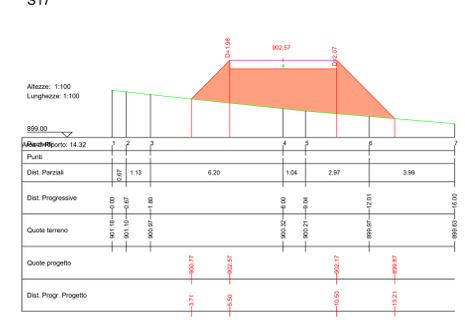 S17
D=1.98
902.57
D=2.07
Altezze: 1:100
Lunghezze: 1:100
899.00
Area di Riporto: 14.32
1 2 3 4 5 6 7
Punti
Dist. Parziali 0.67 1.13 6.20 1.04 2.97 3.99
Dist. Progressive 0.00 0.67 1.80 8.00 9.04 12.01 16.00
Quote terreno 901.18 901.10 900.97 900.32 900.21 899.97 899.63
Quote progetto 900.77 902.57 902.17 899.87
Dist. Progr. Progetto 3.71 5.50 10.50 13.21